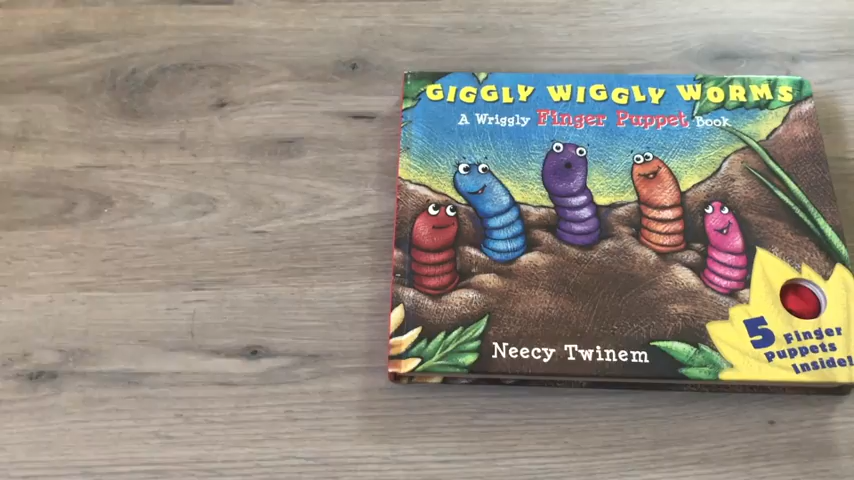 GIGGLY WIGGLY WORMS
A Wriggly Finger Puppet Book
Neecy Twinem
5 Finger
Puppets
Inside!